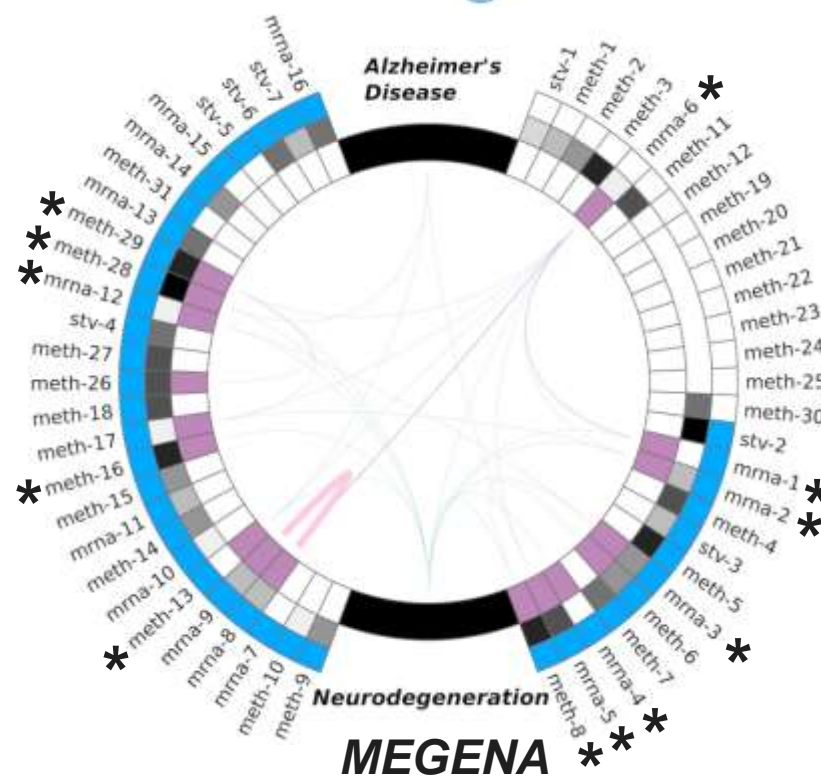 Alzheimer's
Disease
stv-1
meth-1
meth-2
meth-3
mrna-6 *
meth-11
meth-12
meth-19
meth-20
meth-21
meth-22
meth-23
meth-24
meth-25
meth-30
stv-2
mrna-1 *
mrna-2 *
meth-4
stv-3
meth-5
mrna-3 *
meth-6
meth-7
mrna-4 *
mrna-5 *
meth-8 *
Neurodegeneration
MEGENA
meth-9
meth-10
mrna-7
mrna-8
mrna-9
* meth-13
mrna-10
meth-14
mrna-11
meth-15
* meth-16
meth-17
meth-18
meth-26
meth-27
stv-4
* mrna-12
* meth-28
* meth-29
mrna-13
meth-31
mrna-14
mrna-15
stv-5
stv-6
stv-7
mrna-16